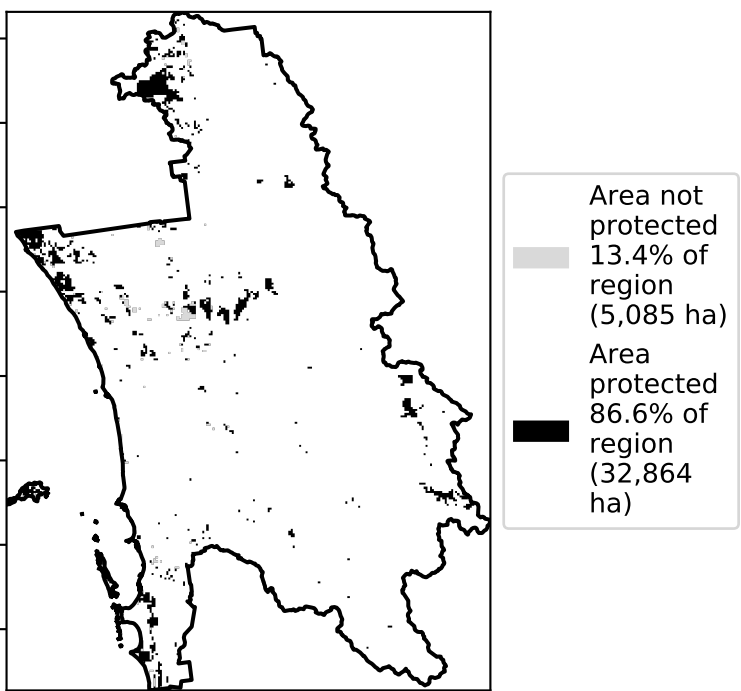 Area not
protected
13.4% of
region
(5,085 ha)
Area
protected
86.6% of
region
(32,864
ha)